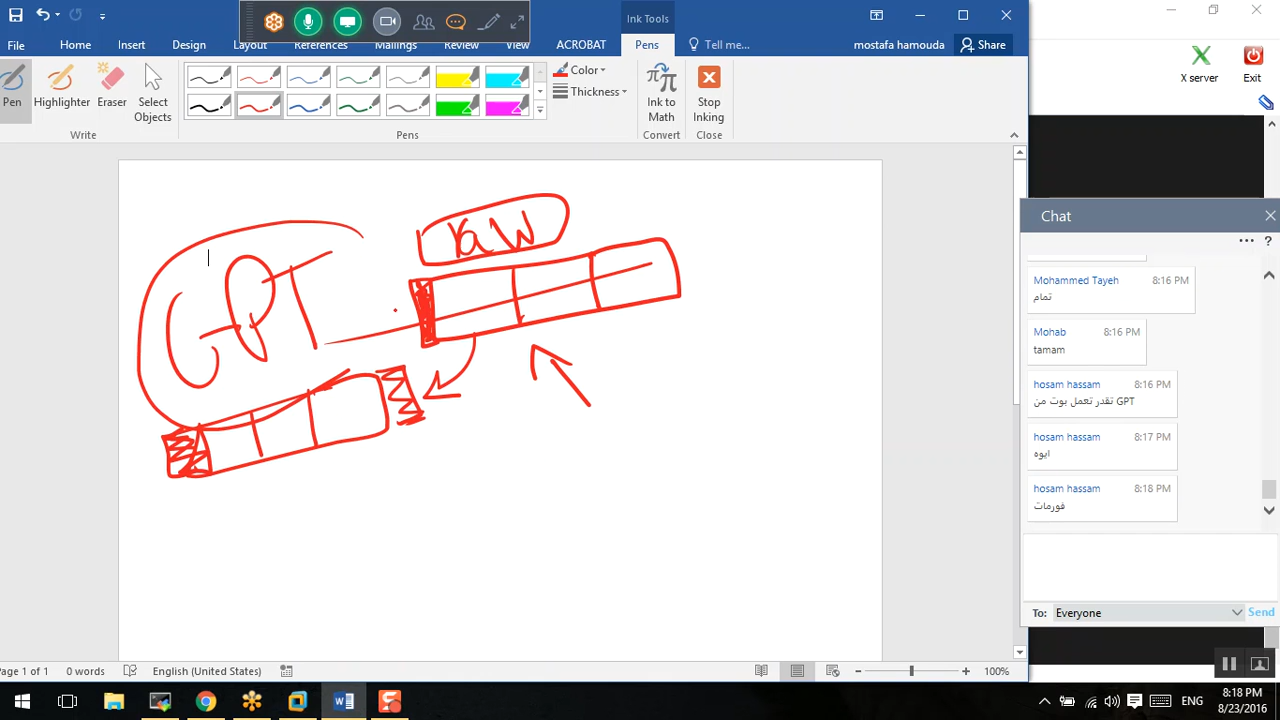 Ink Tools
File
Home
Insert
Design
Layout
References
Mailings
Review
View
ACROBAT
Pens
Tell me...
mostafa hamouda
Share
Pen
Highlighter
Eraser
Select Objects
Color
Thickness
Ink to Math
Stop Inking
Write
Pens
Convert
Close
X server
Exit
GPT
raw
Chat
Mohammed Tayeh 8:16 PM
تمام
Mohab 8:16 PM
tamam
hosam hassam 8:16 PM
تقدر تعمل بوت من GPT
hosam hassam 8:17 PM
ايوه
hosam hassam 8:18 PM
فورمات
To: Everyone Send
Page 1 of 1 0 words English (United States) 100%
ENG
8:18 PM
8/23/2016